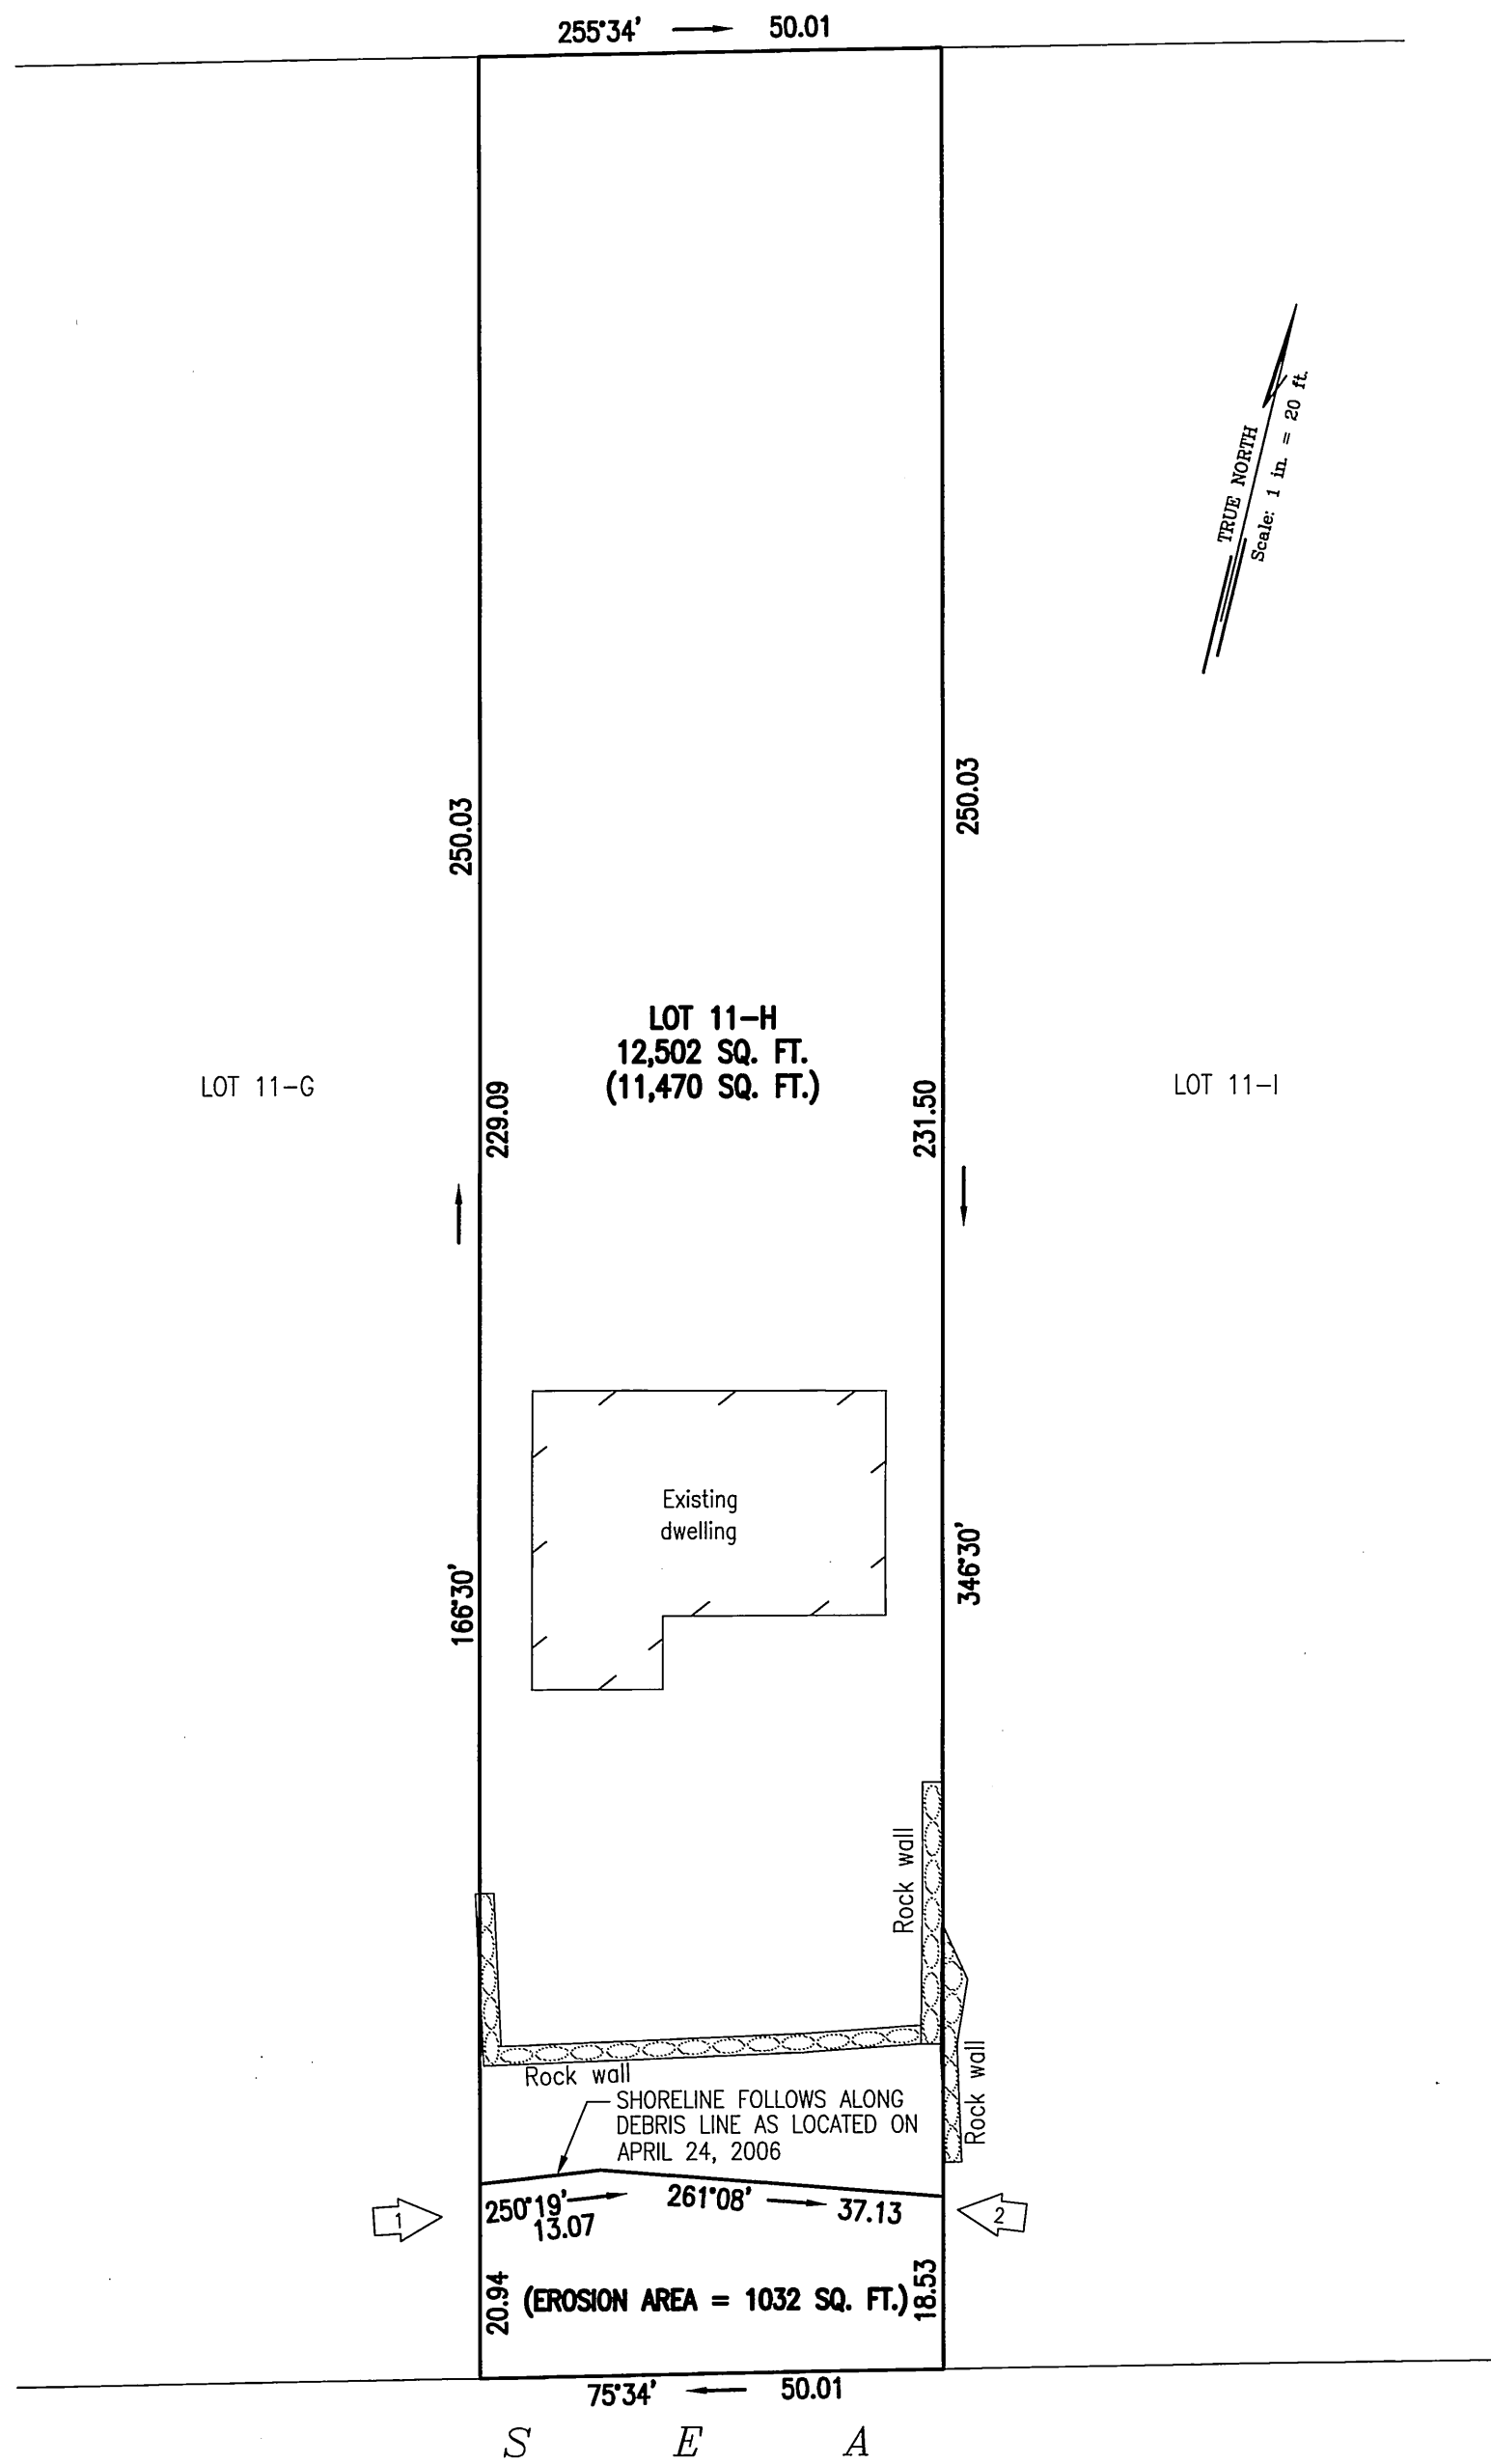 255°34' 50.01
TRUE NORTH
Scale: 1 in. = 20 ft.
250.03
250.03
LOT 11-H
12,502 SQ. FT.
(11,470 SQ. FT.)
LOT 11-G
LOT 11-I
229.09
231.50
Existing
dwelling
166°30'
346°30'
Rock wall
Rock wall
Rock wall
SHORELINE FOLLOWS ALONG
DEBRIS LINE AS LOCATED ON
APRIL 24, 2006
1
250°19'
13.07
261°08'
37.13
2
20.94
(EROSION AREA = 1032 SQ. FT.)
18.53
75°34' 50.01
S E A